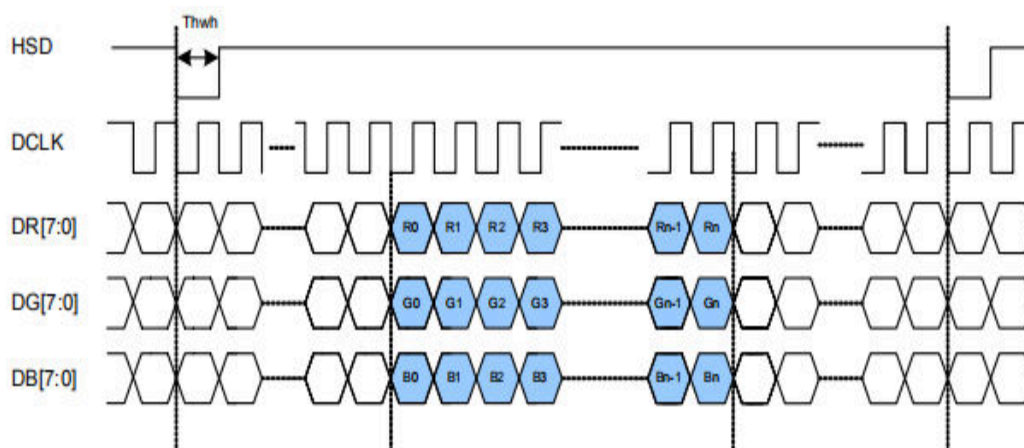 Thwh
HSD
DCLK
DR[7:0] R0 R1 R2 R3 Rn-1 Rn
DG[7:0] G0 G1 G2 G3 Gn-1 Gn
DB[7:0] B0 B1 B2 B3 Bn-1 Bn